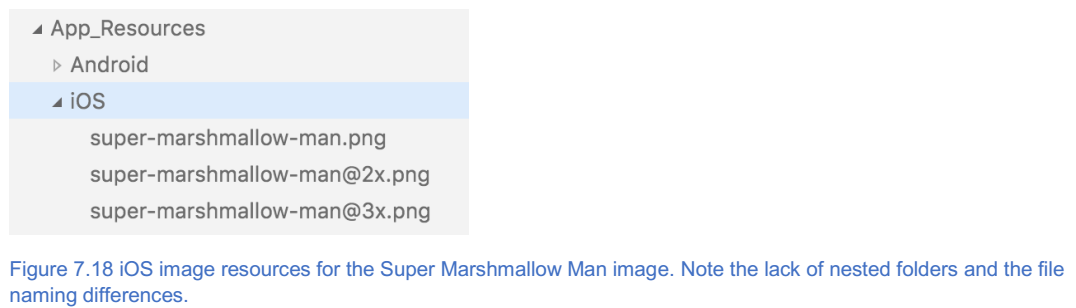 App_Resources
Android
iOS
super-marshmallow-man.png
super-marshmallow-man@2x.png
super-marshmallow-man@3x.png
Figure 7.18 iOS image resources for the Super Marshmallow Man image. Note the lack of nested folders and the file
naming differences.